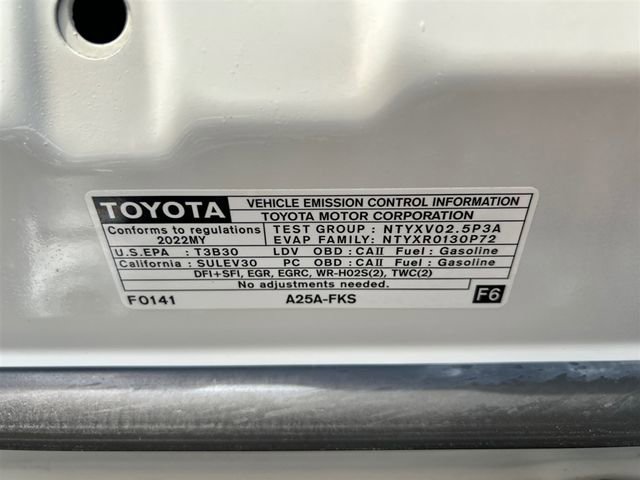 TOYOTA VEHICLE EMISSION CONTROL INFORMATION
TOYOTA MOTOR CORPORATION
Conforms to regulations TEST GROUP : NTYXV02.5P3A
2022MY EVAP FAMILY: NTYXR0130P72
U.S.EPA : T3B30 LDV OBD : CAII Fuel : Gasoline
California : SULEV30 PC OBD : CAII Fuel : Gasoline
DFI+SFI, EGR, EGRC, WR-HO2S(2), TWC(2)
No adjustments needed.
F0141 A25A-FKS F6